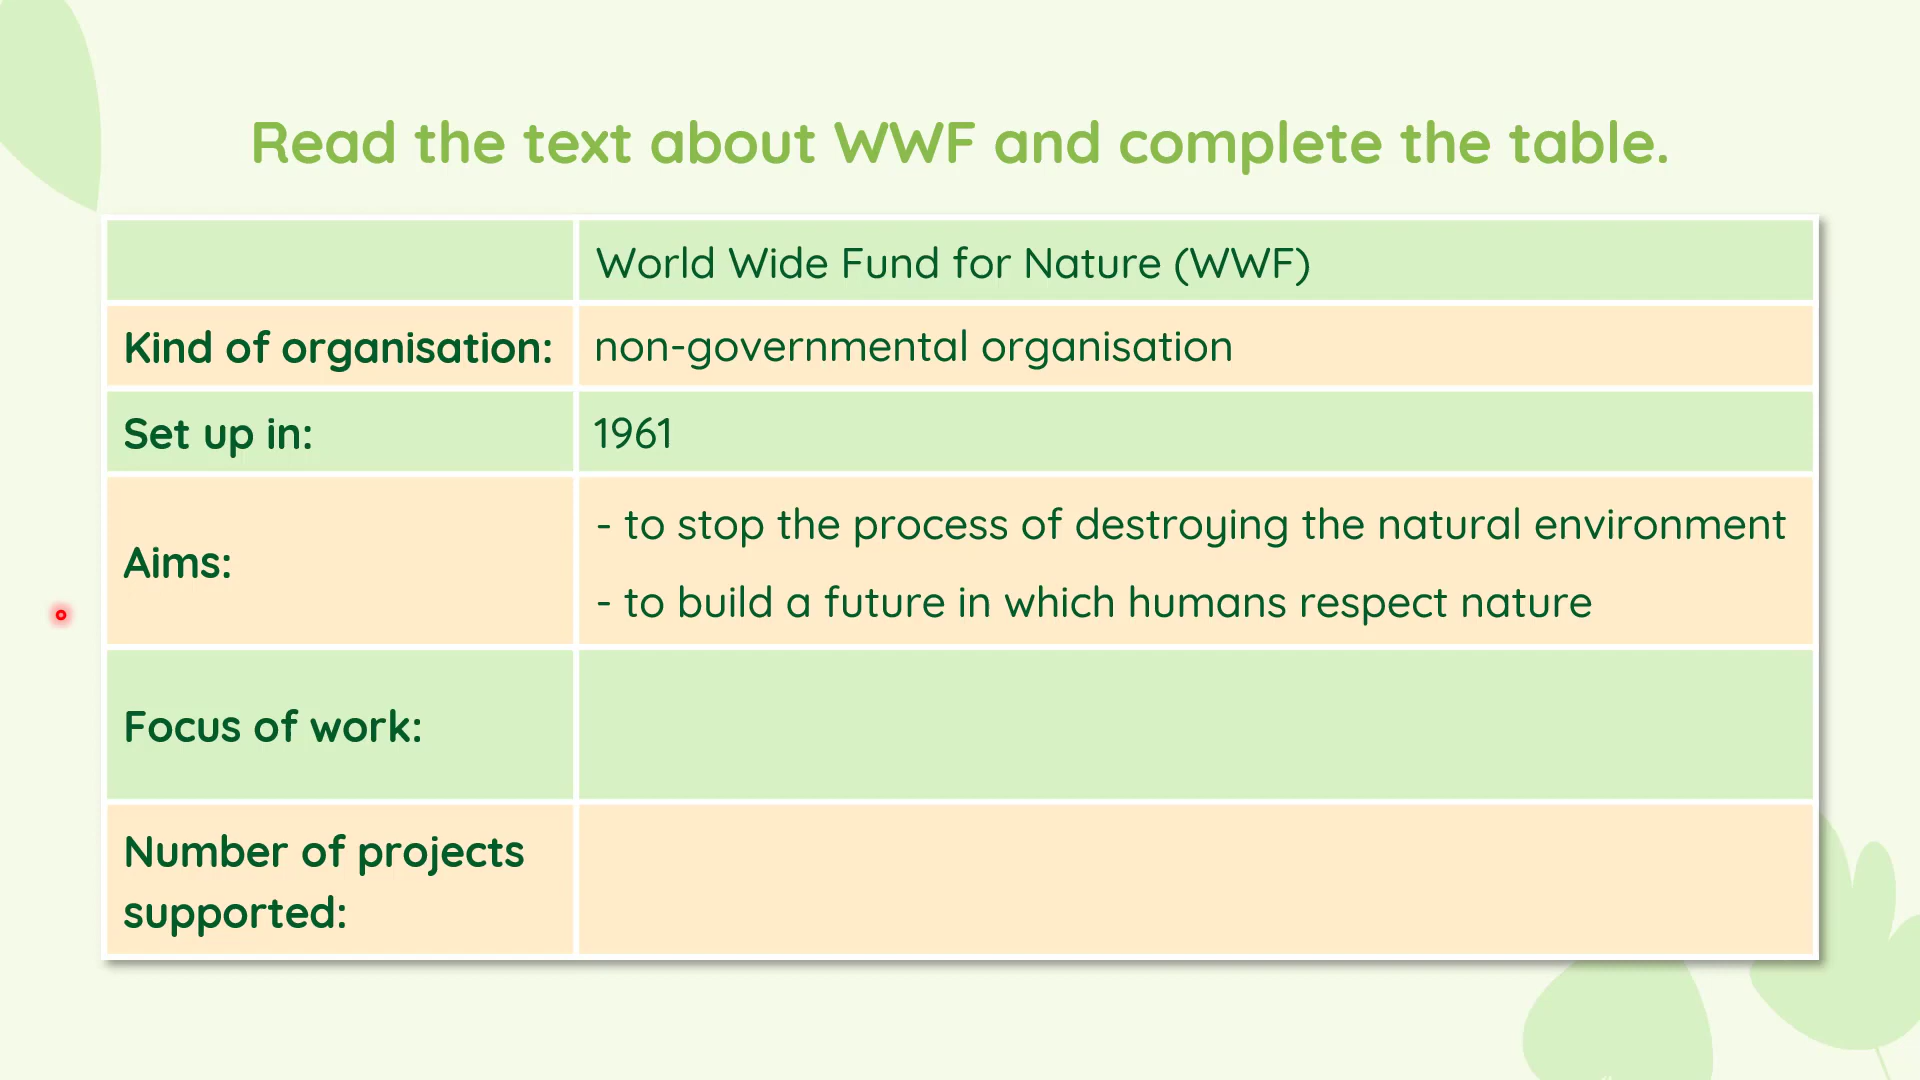 Read the text about WWF and complete the table.
World Wide Fund for Nature (WWF)
Kind of organisation: non-governmental organisation
Set up in: 1961
Aims:
- to stop the process of destroying the natural environment
- to build a future in which humans respect nature
Focus of work:
Number of projects
supported: